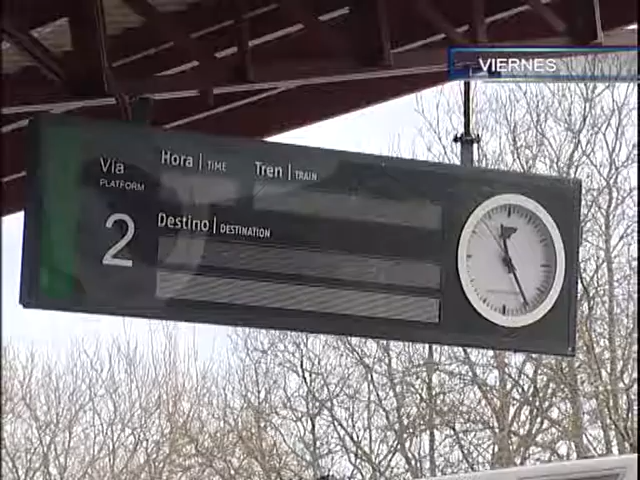 VIERNES
Vía
PLATFORM
2
Hora | TIME
Tren | TRAIN
Destino | DESTINATION